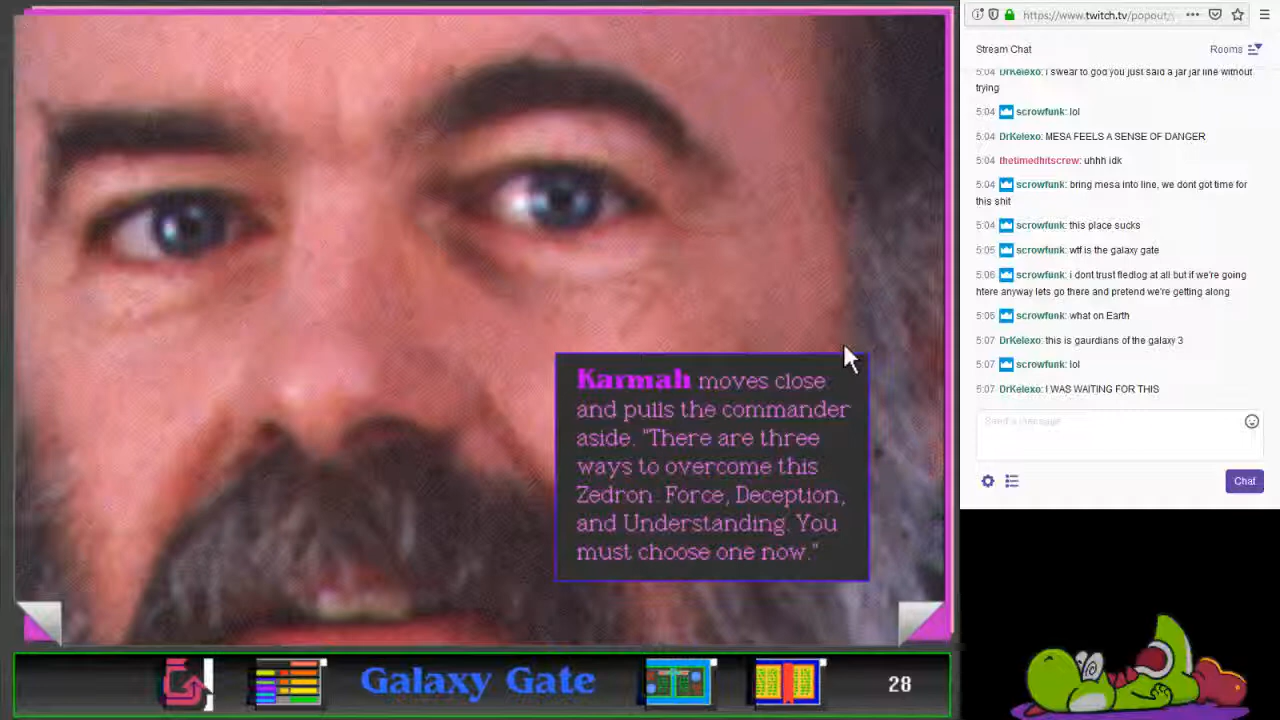 Karmah moves close
and pulls the commander
aside. "There are three
ways to overcome this
Zedron. Force, Deception,
and Understanding. You
must choose one now."
Galaxy Gate
28
https://www.twitch.tv/popout/
Stream Chat
Rooms
5:04 DrKelexo: i swear to god you just said a jar jar line without
trying
5:04 scrowfunk: lol
5:04 DrKelexo: MESA FEELS A SENSE OF DANGER
5:04 thetimedhitscrew: uhhh idk
5:04 scrowfunk: bring mesa into line, we dont got time for
this shit
5:04 scrowfunk: this place sucks
5:05 scrowfunk: wtf is the galaxy gate
5:06 scrowfunk: i dont trust fledlog at all but if we're going
htere anyway lets go there and pretend we're getting along
5:06 scrowfunk: what on Earth
5:07 DrKelexo: this is gaurdians of the galaxy 3
5:07 scrowfunk: lol
5:07 DrKelexo: I WAS WAITING FOR THIS
Send a message
Chat